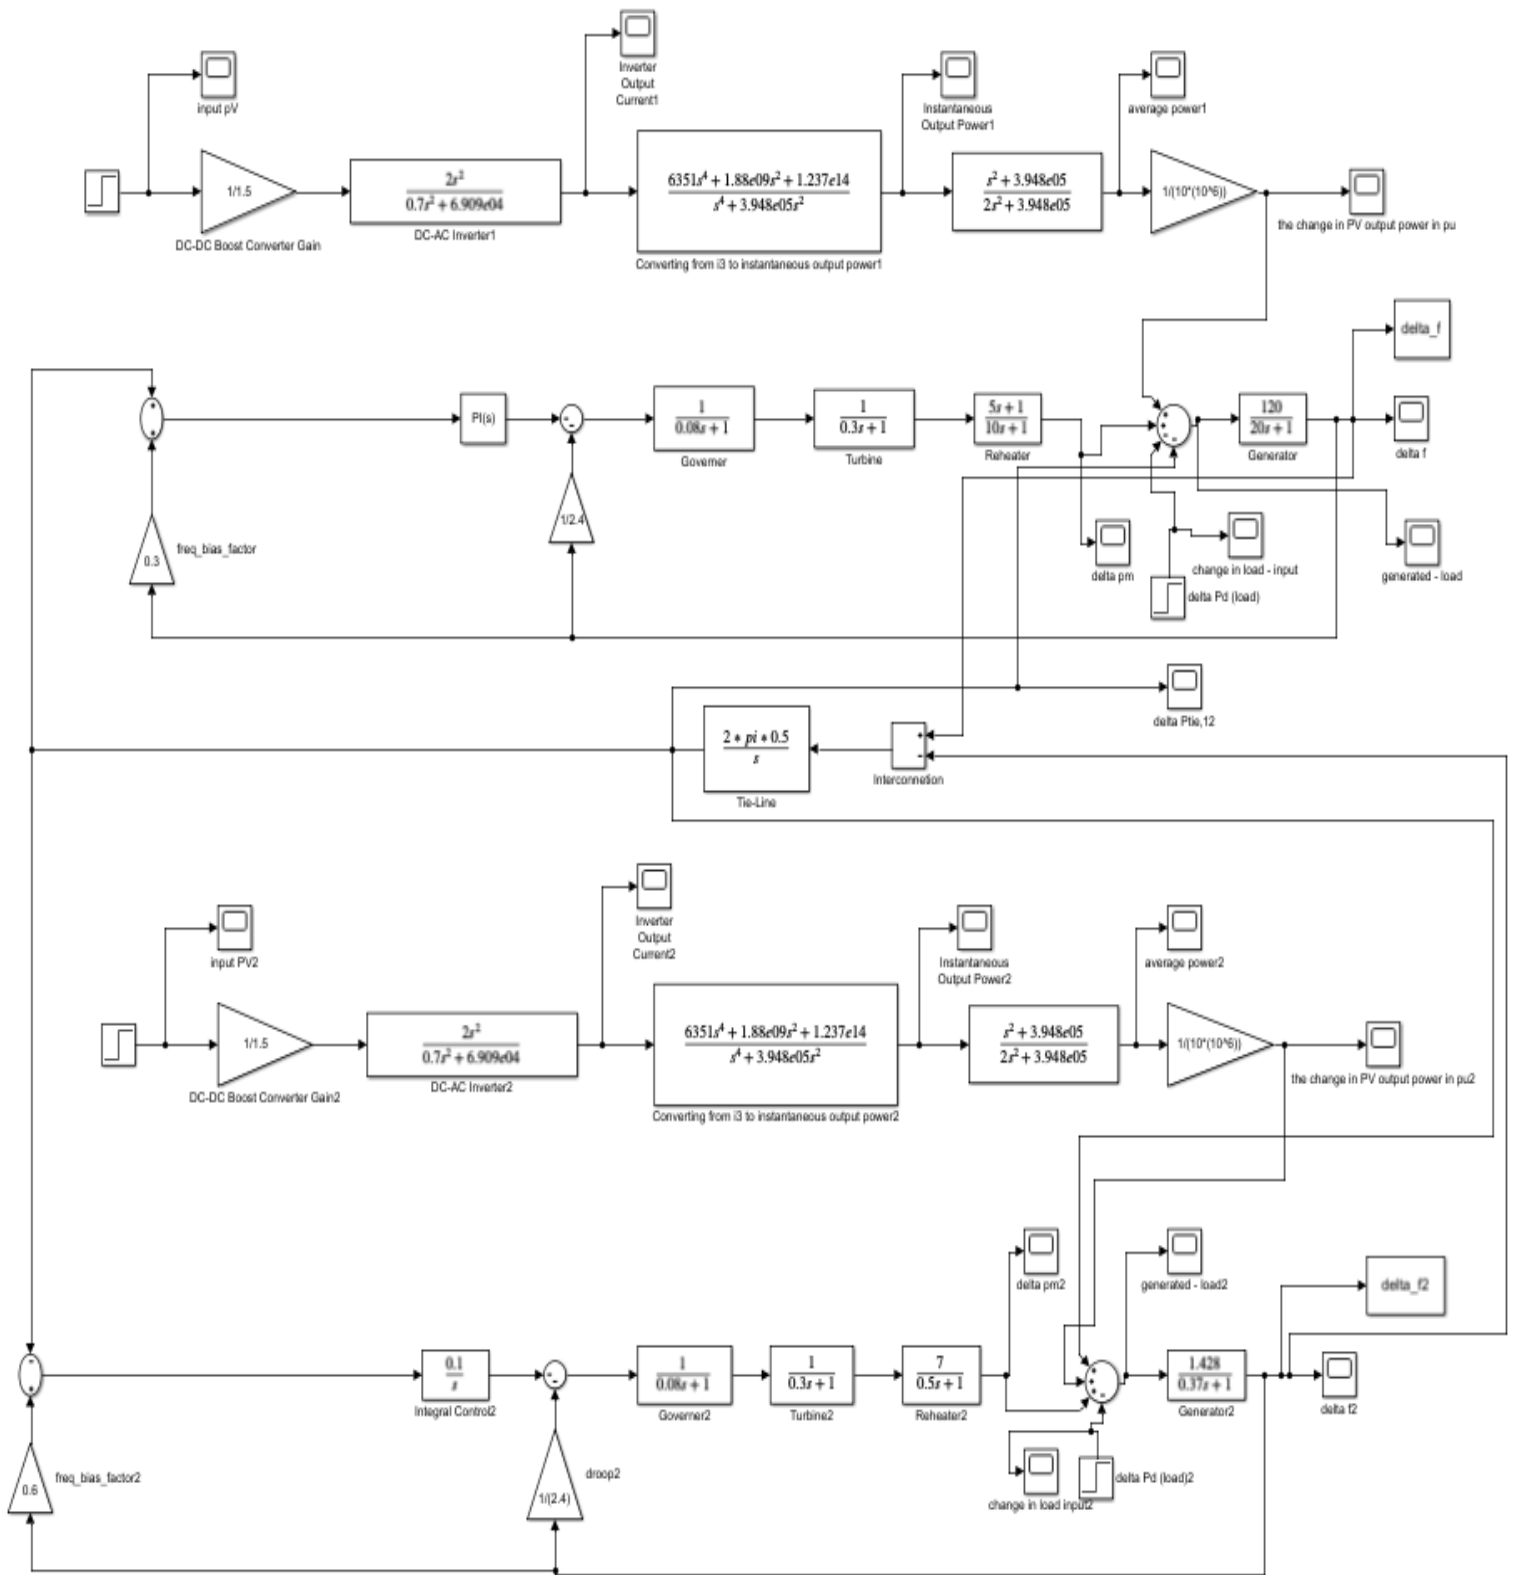 Inverter
Output
Current1
input pV
Instantaneous
Output Power1
average power1
1/1.5
DC-DC Boost Converter Gain
2s²
0.7s² + 6.909e04
DC-AC Inverter1
6351s⁴ + 1.88e09s² + 1.237e14
s⁴ + 3.948e05s²
Converting from i3 to instantaneous output power1
s² + 3.948e05
2s² + 3.948e05
1/(10*(10^6))
the change in PV output power in pu
delta_f
PI(s)
1
0.08s + 1
Governer
1
0.3s + 1
Turbine
5s + 1
10s + 1
Reheater
120
20s + 1
Generator
delta f
1/2.4
0.3
freq_bias_factor
delta pm
change in load - input
delta Pd (load)
generated - load
delta Ptie,12
2 * pi * 0.5
s
Tie-Line
Interconnetion
Inverter
Output
Current2
input PV2
Instantaneous
Output Power2
average power2
1/1.5
DC-DC Boost Converter Gain2
2s²
0.7s² + 6.909e04
DC-AC Inverter2
6351s⁴ + 1.88e09s² + 1.237e14
s⁴ + 3.948e05s²
Converting from i3 to instantaneous output power2
s² + 3.948e05
2s² + 3.948e05
1/(10*(10^6))
the change in PV output power in pu2
delta pm2
generated - load2
delta_f2
0.1
s
Integral Control2
1
0.08s + 1
Governer2
1
0.3s + 1
Turbine2
7
0.5s + 1
Reheater2
1.428
0.37s + 1
Generator2
delta f2
0.6
freq_bias_factor2
1/(2.4)
droop2
change in load input2
delta Pd (load)2